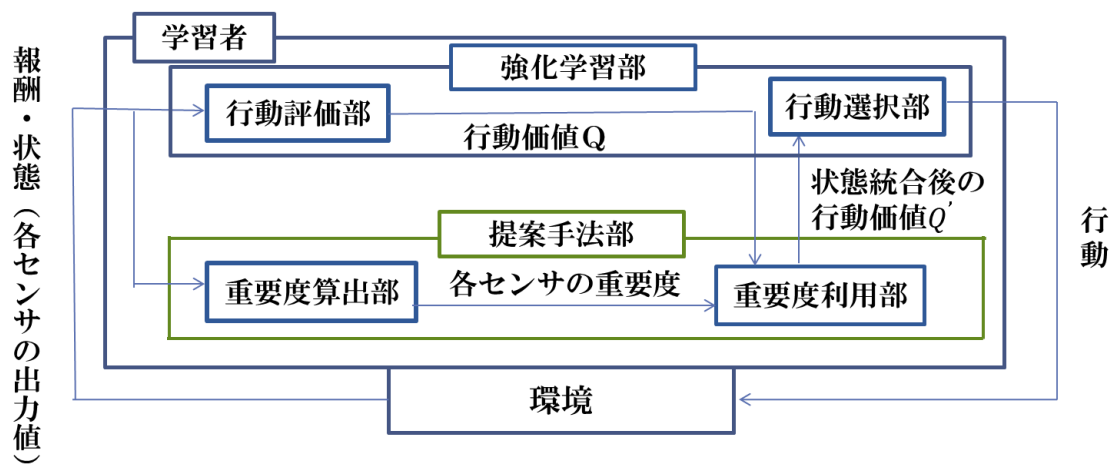 学習者
強化学習部
行動評価部
行動選択部
行動価値Q
状態統合後の
行動価値Q'
提案手法部
重要度算出部
各センサの重要度
重要度利用部
環境
報酬・状態（各センサの出力値）
行動